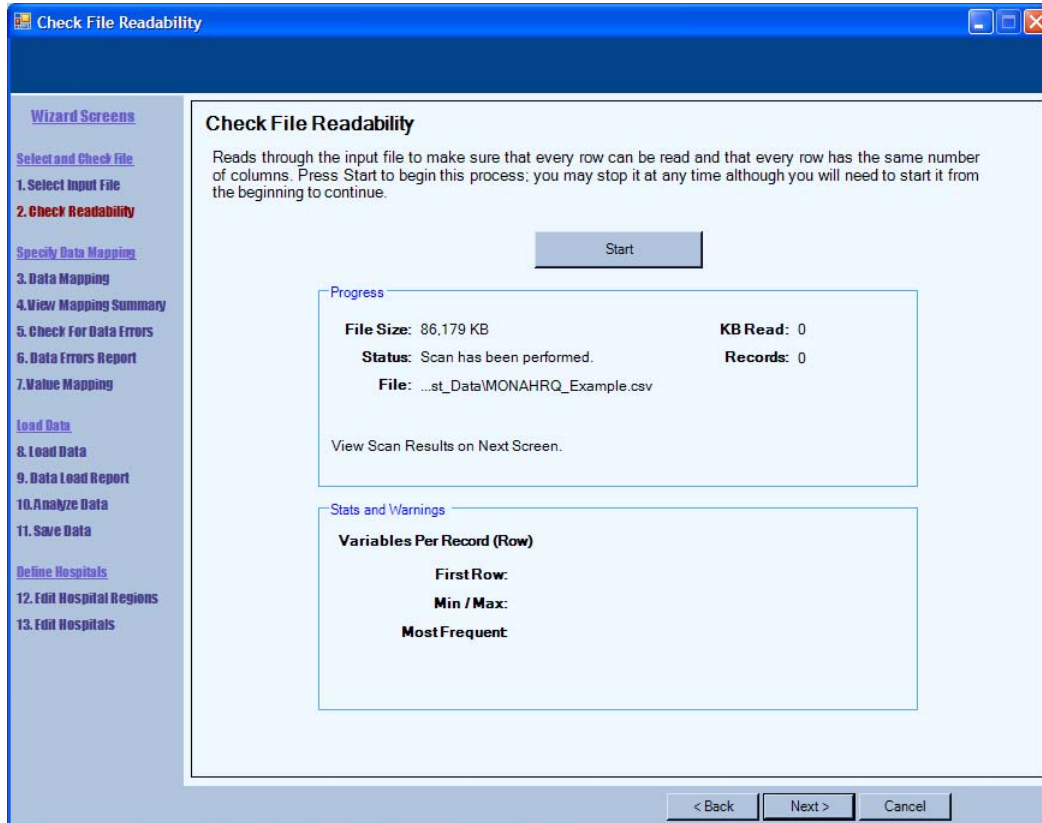 Check File Readability
Wizard Screens
Select and Check File
1. Select Input File
2. Check Readability
Specify Data Mapping
3. Data Mapping
4. View Mapping Summary
5. Check For Data Errors
6. Data Errors Report
7. Value Mapping
Load Data
8. Load Data
9. Data Load Report
10. Analyze Data
11. Save Data
Define Hospitals
12. Edit Hospital Regions
13. Edit Hospitals
Check File Readability
Reads through the input file to make sure that every row can be read and that every row has the same number
of columns. Press Start to begin this process; you may stop it at any time although you will need to start it from
the beginning to continue.
Start
Progress
File Size: 86,179 KB KB Read: 0
Status: Scan has been performed. Records: 0
File: ...st_Data\MONAHRQ_Example.csv
View Scan Results on Next Screen.
Stats and Warnings
Variables Per Record (Row)
First Row:
Min / Max:
Most Frequent:
< Back Next > Cancel